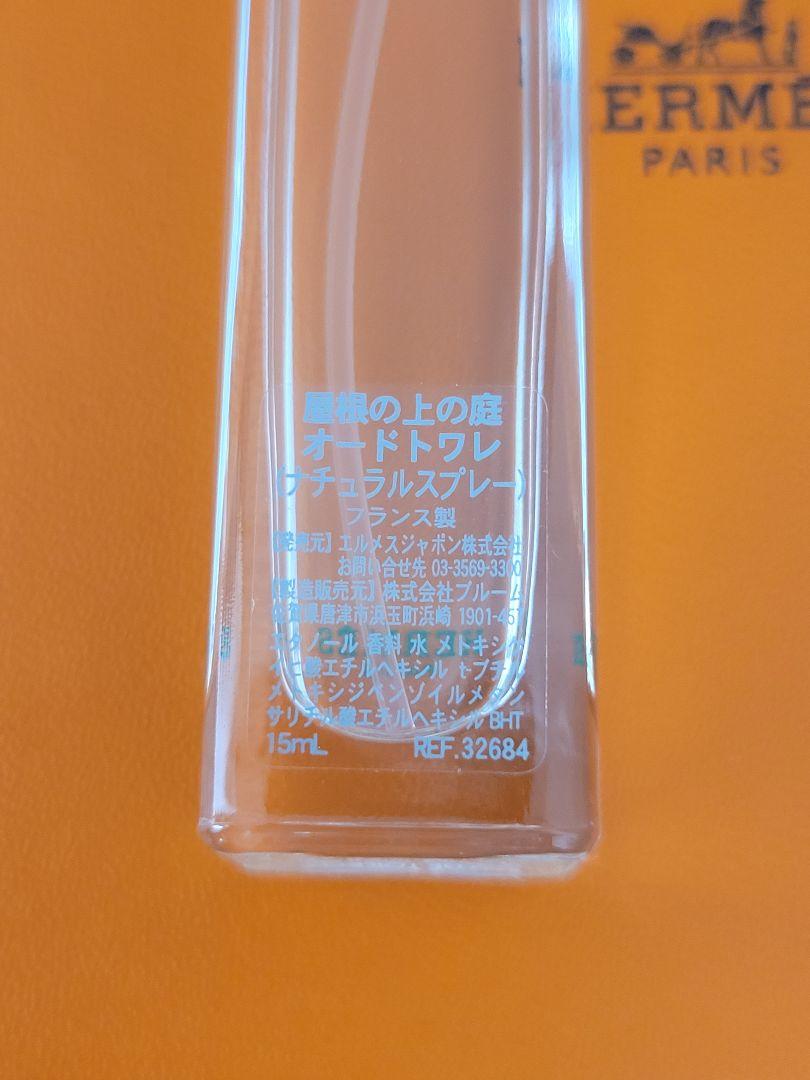 HERMÈS
PARIS
屋根の上の庭
オードトワレ
(ナチュラルスプレー)
フランス製
【発売元】エルメスジャポン株式会社
お問い合せ先 03-3569-3300
【製造販売元】株式会社プルーム
佐賀県唐津市浜玉町浜崎 1901-457
エタノール 香料 水 メトキシケ
イヒ酸エチルヘキシル t-ブチル
メトキシジベンゾイルメタン
サリチル酸エチルヘキシル BHT
15mL REF.32684